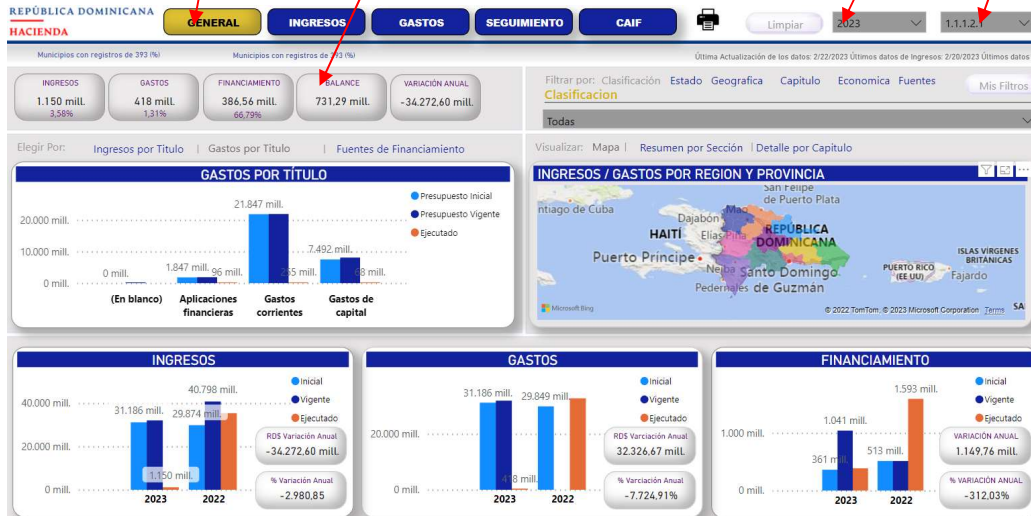 REPÚBLICA DOMINICANA
HACIENDA
GENERAL INGRESOS GASTOS SEGUIMIENTO CAIF Limpiar 2023 1.1.1.2.1
Municipios con registros de 393 (%) Municipios con registros de 393 (%) Última Actualización de los datos: 2/22/2023 Últimos datos de Ingresos: 2/20/2023 Últimos datos
INGRESOS GASTOS FINANCIAMIENTO BALANCE VARIACIÓN ANUAL
1.150 mill. 418 mill. 386,56 mill. 731,29 mill. -34.272,60 mill.
3,58% 1,31% 66,79%
Filtrar por: Clasificación Estado Geografica Capitulo Economica Fuentes Mis Filtros
Clasificacion
Todas
Elegir Por: Ingresos por Titulo | Gastos por Título | Fuentes de Financiamiento
Visualizar: Mapa | Resumen por Sección | Detalle por Capítulo
GASTOS POR TÍTULO
Presupuesto Inicial
Presupuesto Vigente
Ejecutado
20.000 mill.
10.000 mill.
0 mill.
0 mill. 1.847 mill. 96 mill. 21.847 mill. 255 mill. 7.492 mill. 68 mill.
(En blanco) Aplicaciones financieras Gastos corrientes Gastos de capital
INGRESOS / GASTOS POR REGION Y PROVINCIA
San Felipe
de Puerto Plata
ntiago de Cuba
Dajabón
HAITÍ
REPÚBLICA
DOMINICANA
Puerto Príncipe
Santo Domingo
de Guzmán
Pedernales
PUERTO RICO
(EE UU)
Fajardo
ISLAS VÍRGENES
BRITÁNICAS
Microsoft Bing
© 2022 TomTom, © 2023 Microsoft Corporation Terms
INGRESOS
Inicial
Vigente
Ejecutado
40.000 mill.
20.000 mill.
0 mill.
31.186 mill. 1.150 mill. 29.874 mill. 40.798 mill.
2023 2022
RD$ Variación Anual
-34.272,60 mill.
% Variación Anual
-2.980,85
GASTOS
Inicial
Vigente
Ejecutado
20.000 mill.
0 mill.
31.186 mill. 418 mill. 29.849 mill.
2023 2022
RD$ Varciación Anual
32.326,67 mill.
% Varciación Anual
-7.724,91%
FINANCIAMIENTO
Inicial
Vigente
Ejecutado
1.000 mill.
0 mill.
361 mill. 1.041 mill. 513 mill. 1.593 mill.
2023 2022
VARIACIÓN ANUAL
1.149,76 mill.
% VARIACIÓN ANUAL
-312,03%